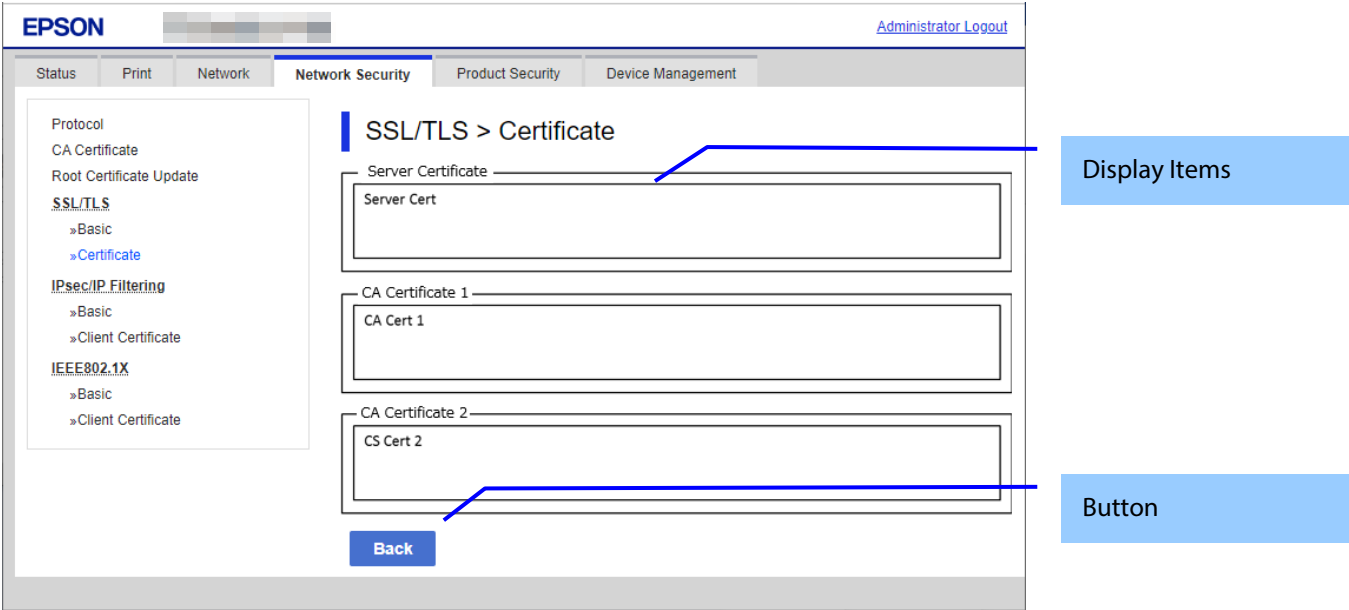 EPSON
Administrator Logout
Status Print Network Network Security Product Security Device Management
Protocol
CA Certificate
Root Certificate Update
SSL/TLS
»Basic
»Certificate
IPsec/IP Filtering
»Basic
»Client Certificate
IEEE802.1X
»Basic
»Client Certificate
SSL/TLS > Certificate
Server Certificate
Server Cert
CA Certificate 1
CA Cert 1
CA Certificate 2
CS Cert 2
Back
Display Items
Button